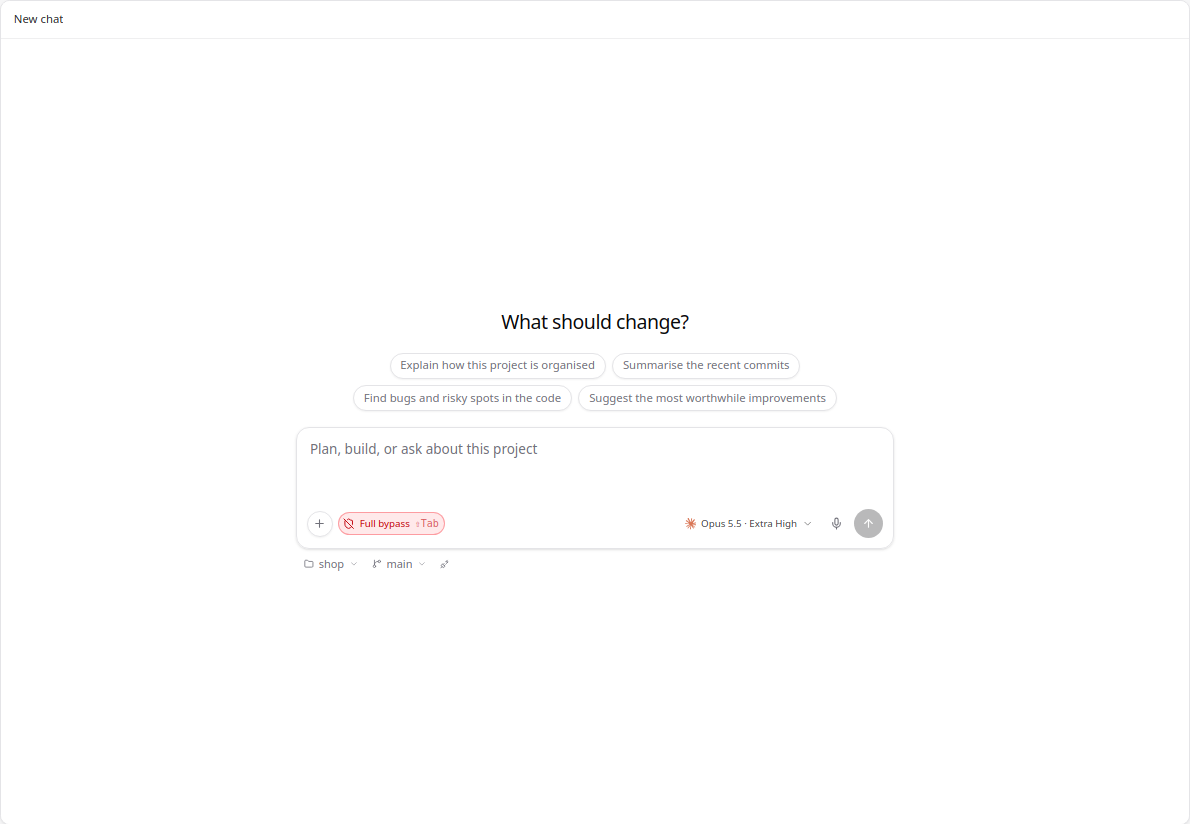 New chat
What should change?
Explain how this project is organised
Summarise the recent commits
Find bugs and risky spots in the code
Suggest the most worthwhile improvements
Plan, build, or ask about this project
Full bypass ⇧Tab
Opus 5.5 · Extra High
shop
main